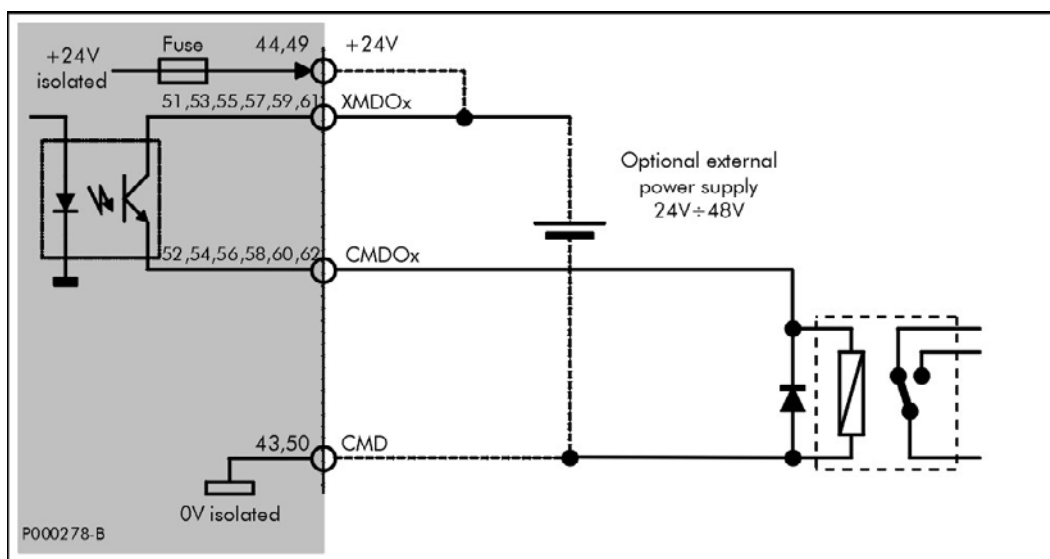 Fuse
44,49
+24V
+24V
isolated
51,53,55,57,59,61
XMDOx
Optional external
power supply
24V÷48V
52,54,56,58,60,62
CMDOx
43,50
CMD
0V isolated
P000278-B